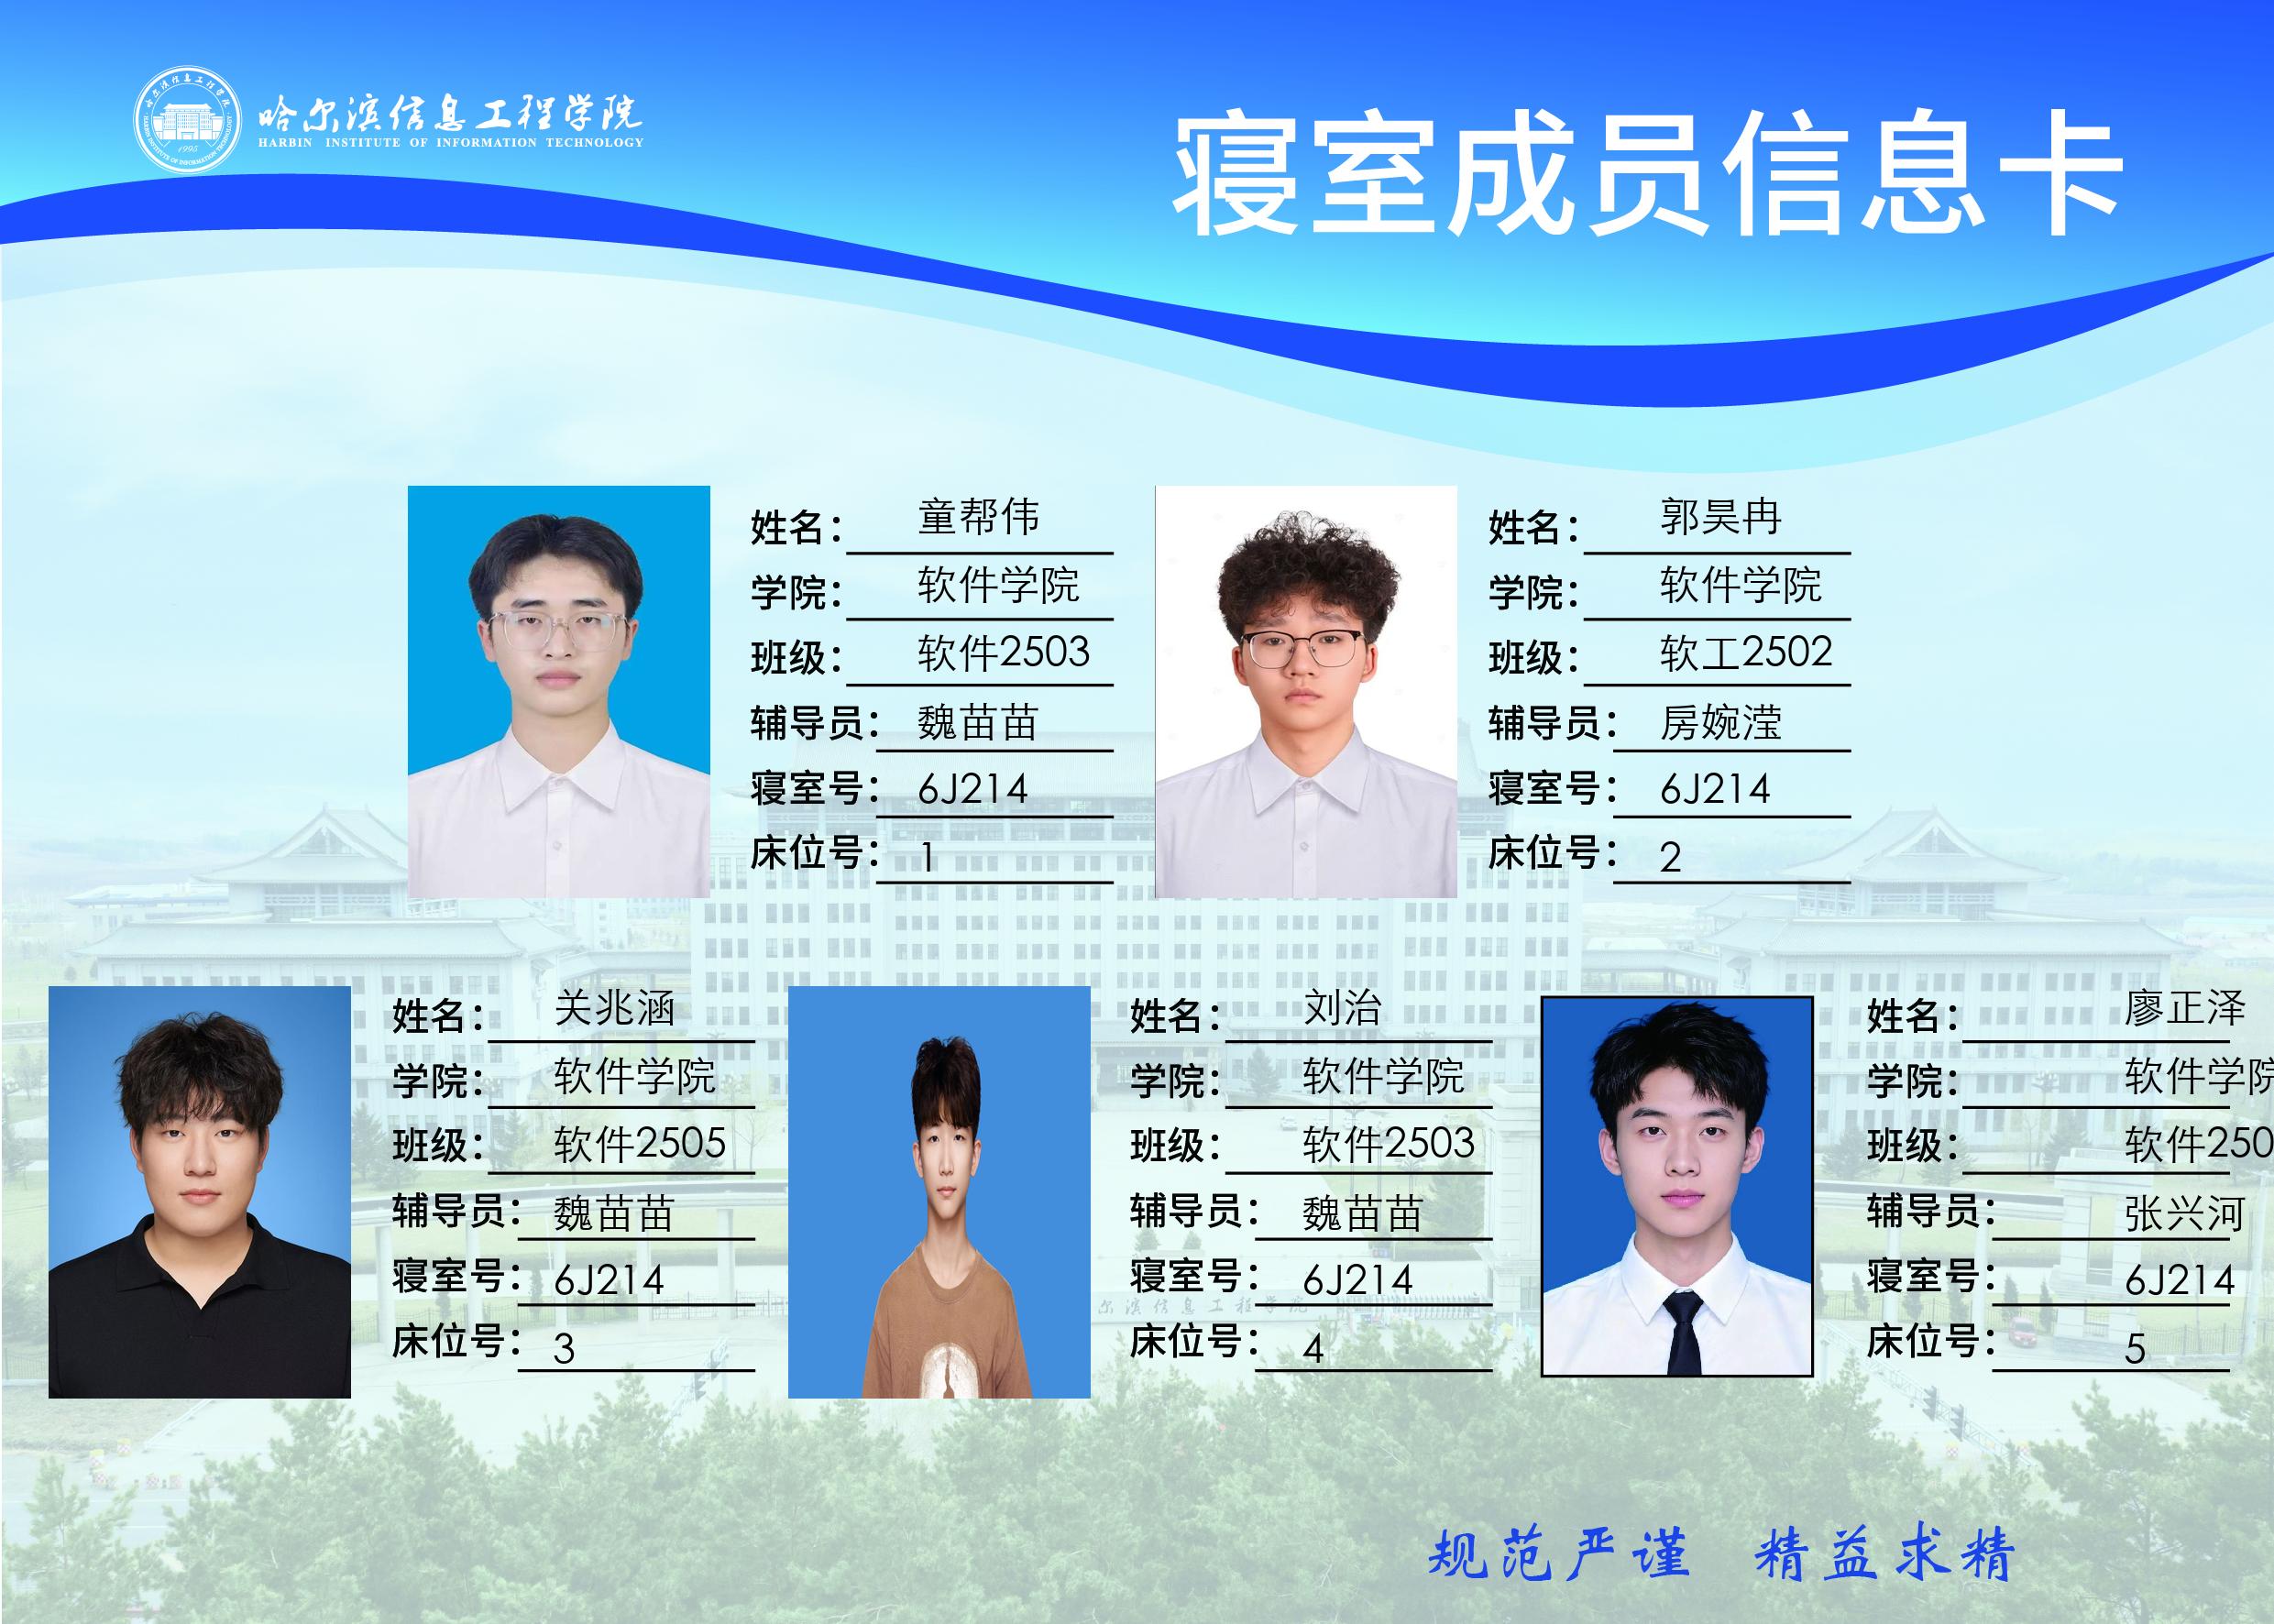 哈尔滨信息工程学院
HARBIN INSTITUTE OF INFORMATION TECHNOLOGY
1995
寝室成员信息卡
姓名： 童帮伟
学院： 软件学院
班级： 软件2503
辅导员： 魏苗苗
寝室号： 6J214
床位号： 1
姓名： 郭昊冉
学院： 软件学院
班级： 软工2502
辅导员： 房婉滢
寝室号： 6J214
床位号： 2
姓名： 关兆涵
学院： 软件学院
班级： 软件2505
辅导员： 魏苗苗
寝室号： 6J214
床位号： 3
姓名： 刘治
学院： 软件学院
班级： 软件2503
辅导员： 魏苗苗
寝室号： 6J214
床位号： 4
姓名： 廖正泽
学院： 软件学院
班级： 软件250
辅导员： 张兴河
寝室号： 6J214
床位号： 5
规范严谨 精益求精